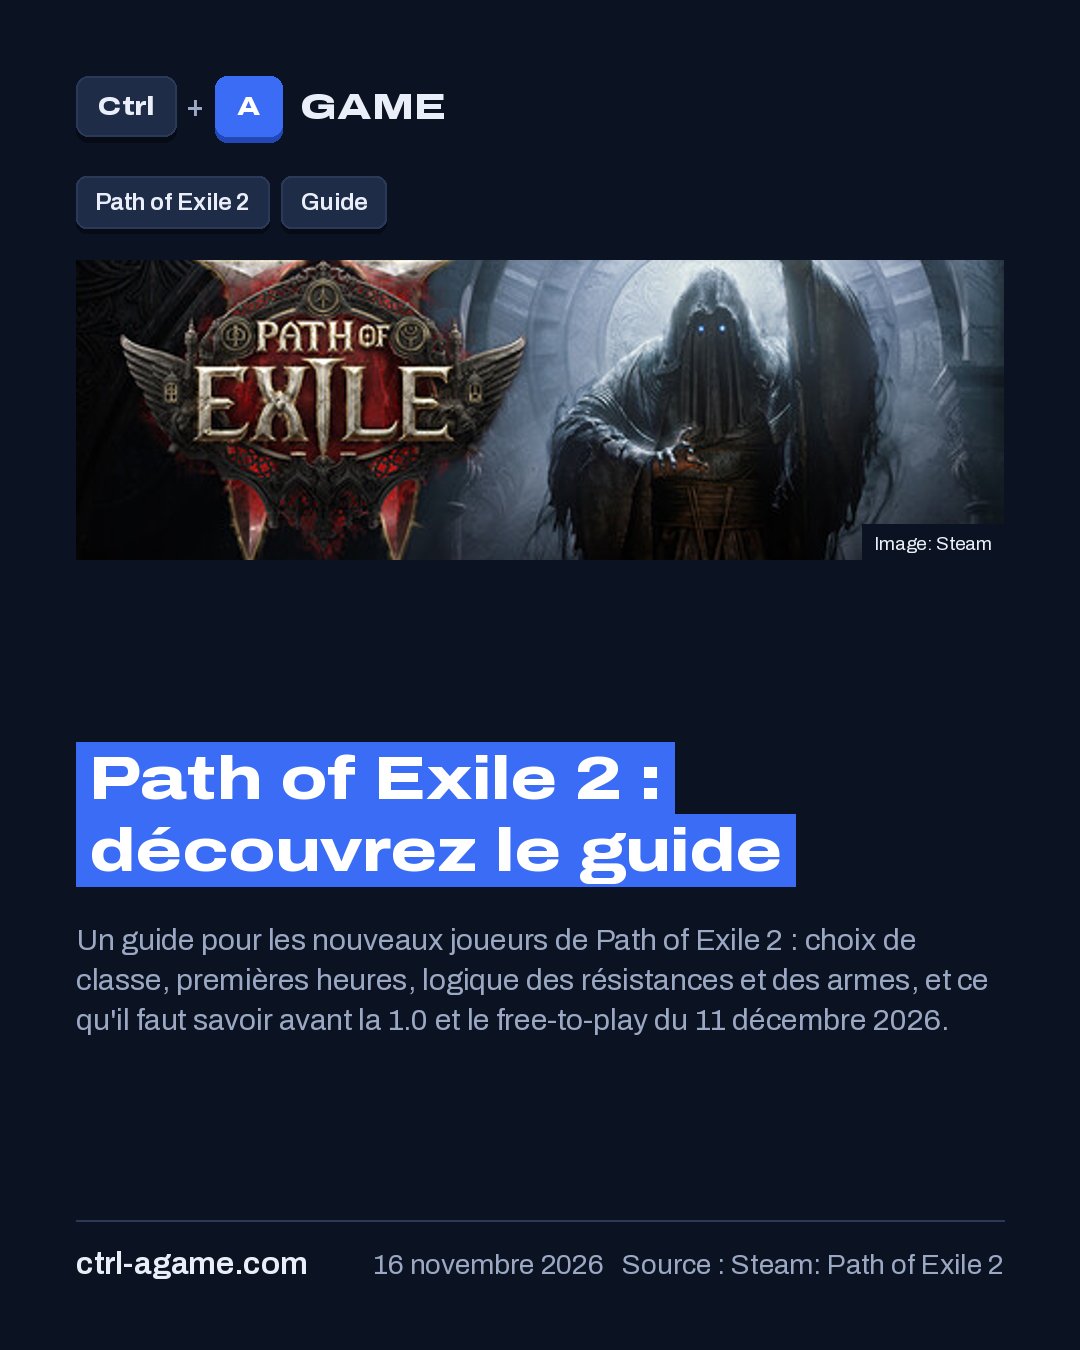 Ctrl + A GAME
Path of Exile 2 Guide
PATH OF
EXILE
Image: Steam
Path of Exile 2 :
découvrez le guide
Un guide pour les nouveaux joueurs de Path of Exile 2 : choix de
classe, premières heures, logique des résistances et des armes, et ce
qu'il faut savoir avant la 1.0 et le free-to-play du 11 décembre 2026.
ctrl-agame.com 16 novembre 2026 Source : Steam: Path of Exile 2